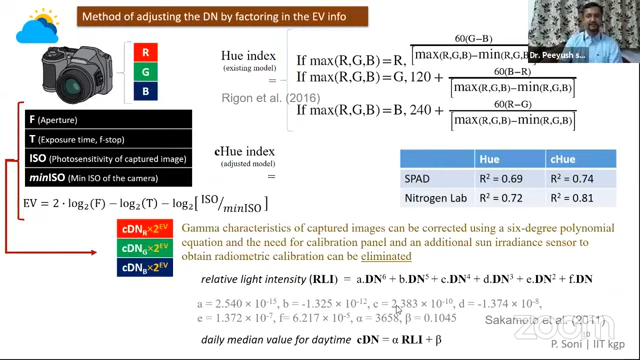 Method of adjusting the DN by factoring in the EV info
R
G
B
Hue index
(existing model)
=
Rigon et al. (2016)
If max(R,G,B)=R, 60(G−B) / [max(R,G,B)−min(R,G,B)]
If max(R,G,B)=G, 120 + 60(B−R) / [max(R,G,B)−min(R,G,B)]
If max(R,G,B)=B, 240 + 60(R−G) / [max(R,G,B)−min(R,G,B)]
Dr. Peeyush s...
F (Aperture)
T (Exposure time, f-stop)
ISO (Photosensitivity of captured image)
minISO (Min ISO of the camera)
EV = 2 · log₂(F) − log₂(T) − log₂[ISO/minISO]
cHue index
(adjusted model)
=
Hue cHue
SPAD R² = 0.69 R² = 0.74
Nitrogen Lab R² = 0.72 R² = 0.81
cDN_R×2^EV
cDN_G×2^EV
cDN_B×2^EV
Gamma characteristics of captured images can be corrected using a six-degree polynomial
equation and the need for calibration panel and an additional sun irradiance sensor to
obtain radiometric calibration can be eliminated
relative light intensity (RLI) = a.DN⁶ + b.DN⁵ + c.DN⁴ + d.DN³ + e.DN² + f.DN
a = 2.540 × 10⁻¹⁵, b = -1.325 × 10⁻¹², c = 2.383 × 10⁻¹⁰, d = -1.374 × 10⁻⁸,
e = 1.372 × 10⁻⁷, f= 6.217 × 10⁻⁵, α = 3658, β = 0.1045
Sakamoto et al. (2011)
daily median value for daytime cDN = α RLI + β
zoom
P. Soni | IIT kgp